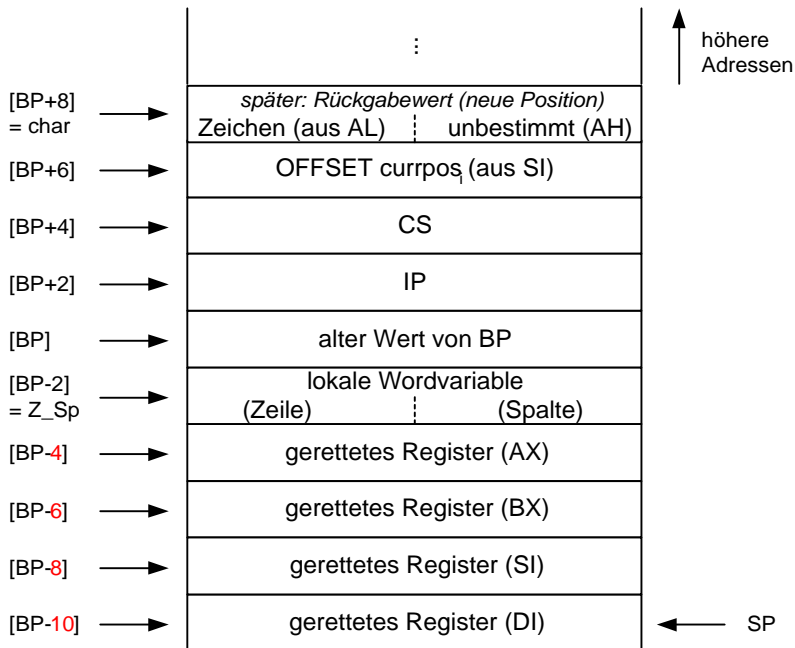 ⋮
höhere
Adressen
[BP+8]
= char
später: Rückgabewert (neue Position)
Zeichen (aus AL) unbestimmt (AH)
[BP+6] OFFSET currpos (aus SI)
[BP+4] CS
[BP+2] IP
[BP] alter Wert von BP
[BP-2]
= Z_Sp
lokale Wordvariable
(Zeile) (Spalte)
[BP-4] gerettetes Register (AX)
[BP-6] gerettetes Register (BX)
[BP-8] gerettetes Register (SI)
[BP-10] gerettetes Register (DI) SP